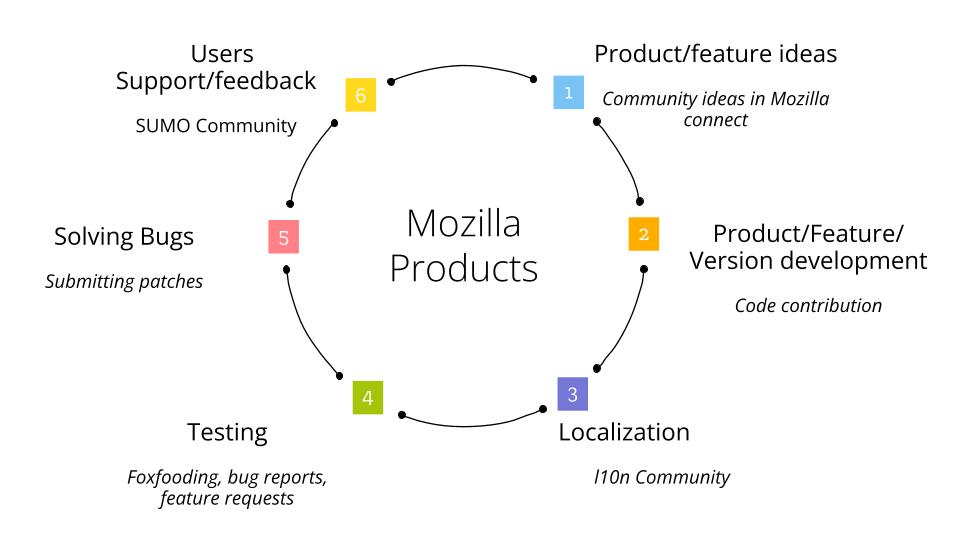 Mozilla
Products
1
Product/feature ideas
Community ideas in Mozilla
connect
2
Product/Feature/
Version development
Code contribution
3
Localization
l10n Community
4
Testing
Foxfooding, bug reports,
feature requests
5
Solving Bugs
Submitting patches
6
Users
Support/feedback
SUMO Community